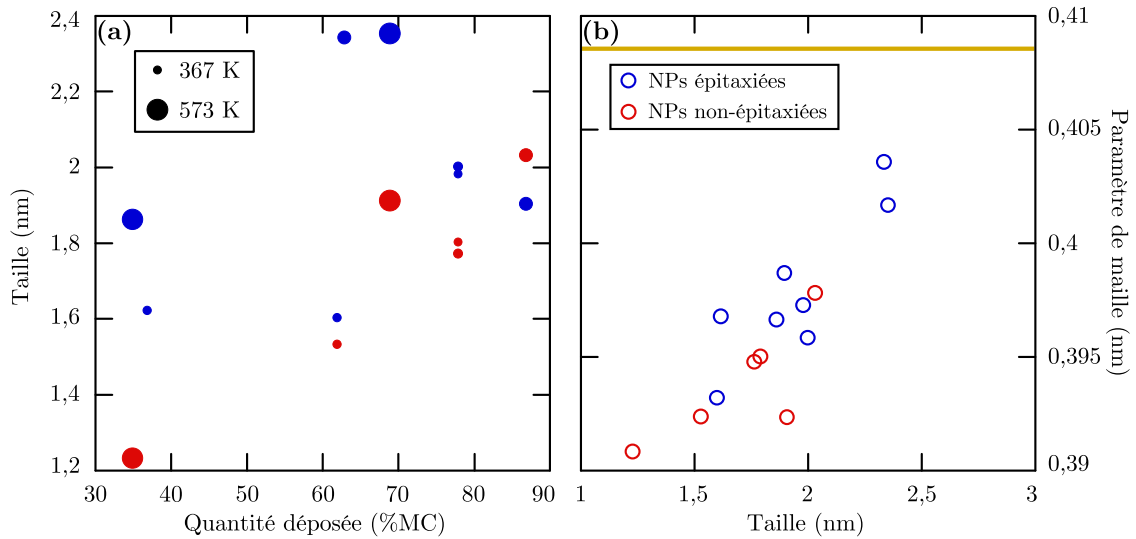 (a)
367 K
573 K
Taille (nm)
2,4
2,2
2
1,8
1,6
1,4
1,2
30 40 50 60 70 80 90
Quantité déposée (%MC)
(b)
NPs épitaxiées
NPs non-épitaxiées
0,41
0,405
0,4
0,395
0,39
Paramètre de maille (nm)
1 1,5 2 2,5 3
Taille (nm)